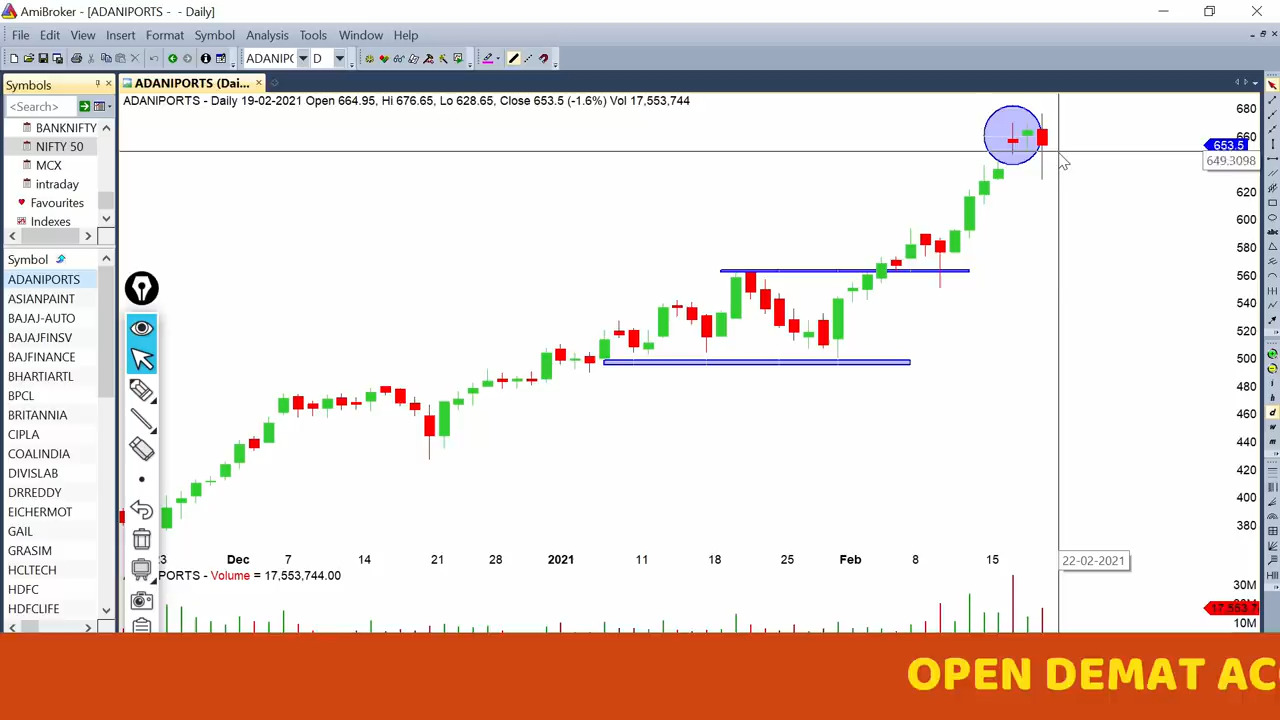 AmiBroker - [ADANIPORTS - - Daily]
File Edit View Insert Format Symbol Analysis Tools Window Help
ADANIPC D
Symbols
ADANIPORTS (Dai...
<Search>
ADANIPORTS - Daily 19-02-2021 Open 664.95, Hi 676.65, Lo 628.65, Close 653.5 (-1.6%) Vol 17,553,744
BANKNIFTY
NIFTY 50
MCX
intraday
Favourites
Indexes
Symbol
ADANIPORTS
ASIANPAINT
BAJAJ-AUTO
BAJAJFINSV
BAJFINANCE
BHARTIARTL
BPCL
BRITANNIA
CIPLA
COALINDIA
DIVISLAB
DRREDDY
EICHERMOT
GAIL
GRASIM
HCLTECH
HDFC
HDFCLIFE
680
660
653.5
649.3098
620
600
580
560
540
520
500
480
460
440
420
400
380
23 Dec 7 14 21 28 2021 11 18 25 Feb 8 15 22-02-2021
PORTS - Volume = 17,553,744.00
30M
17,553,7
10M
OPEN DEMAT AC